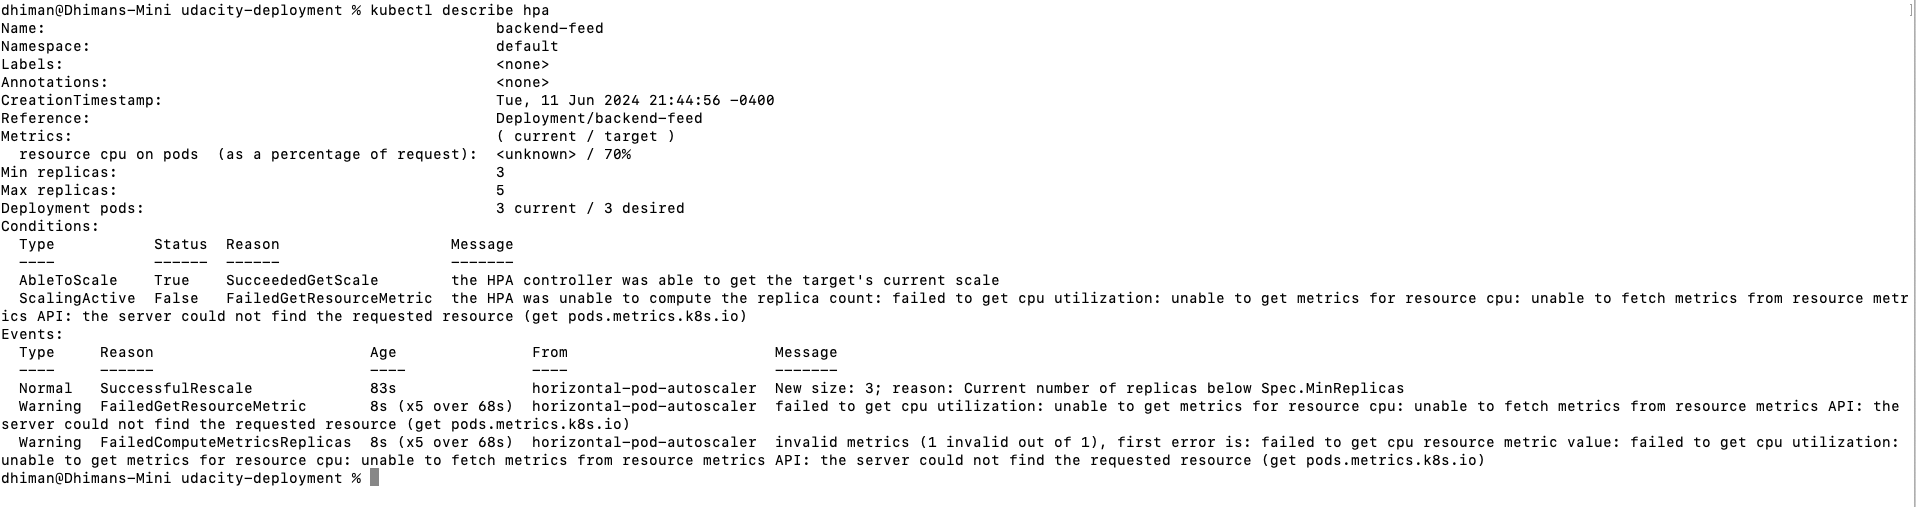 dhiman@Dhimans-Mini udacity-deployment % kubectl describe hpa
Name:                                                  backend-feed
Namespace:                                             default
Labels:                                                <none>
Annotations:                                           <none>
CreationTimestamp:                                     Tue, 11 Jun 2024 21:44:56 -0400
Reference:                                             Deployment/backend-feed
Metrics:                                               ( current / target )
  resource cpu on pods  (as a percentage of request):  <unknown> / 70%
Min replicas:                                          3
Max replicas:                                          5
Deployment pods:                                       3 current / 3 desired
Conditions:
  Type           Status  Reason                   Message
  ----           ------  ------                   -------
  AbleToScale    True    SucceededGetScale        the HPA controller was able to get the target's current scale
  ScalingActive  False   FailedGetResourceMetric  the HPA was unable to compute the replica count: failed to get cpu utilization: unable to get metrics for resource cpu: unable to fetch metrics from resource metr
ics API: the server could not find the requested resource (get pods.metrics.k8s.io)
Events:
  Type     Reason                        Age                From                       Message
  ----     ------                        ----               ----                       -------
  Normal   SuccessfulRescale             83s                horizontal-pod-autoscaler  New size: 3; reason: Current number of replicas below Spec.MinReplicas
  Warning  FailedGetResourceMetric       8s (x5 over 68s)  horizontal-pod-autoscaler  failed to get cpu utilization: unable to get metrics for resource cpu: unable to fetch metrics from resource metrics API: the
server could not find the requested resource (get pods.metrics.k8s.io)
  Warning  FailedComputeMetricsReplicas  8s (x5 over 68s)  horizontal-pod-autoscaler  invalid metrics (1 invalid out of 1), first error is: failed to get cpu resource metric value: failed to get cpu utilization:
unable to get metrics for resource cpu: unable to fetch metrics from resource metrics API: the server could not find the requested resource (get pods.metrics.k8s.io)
dhiman@Dhimans-Mini udacity-deployment %